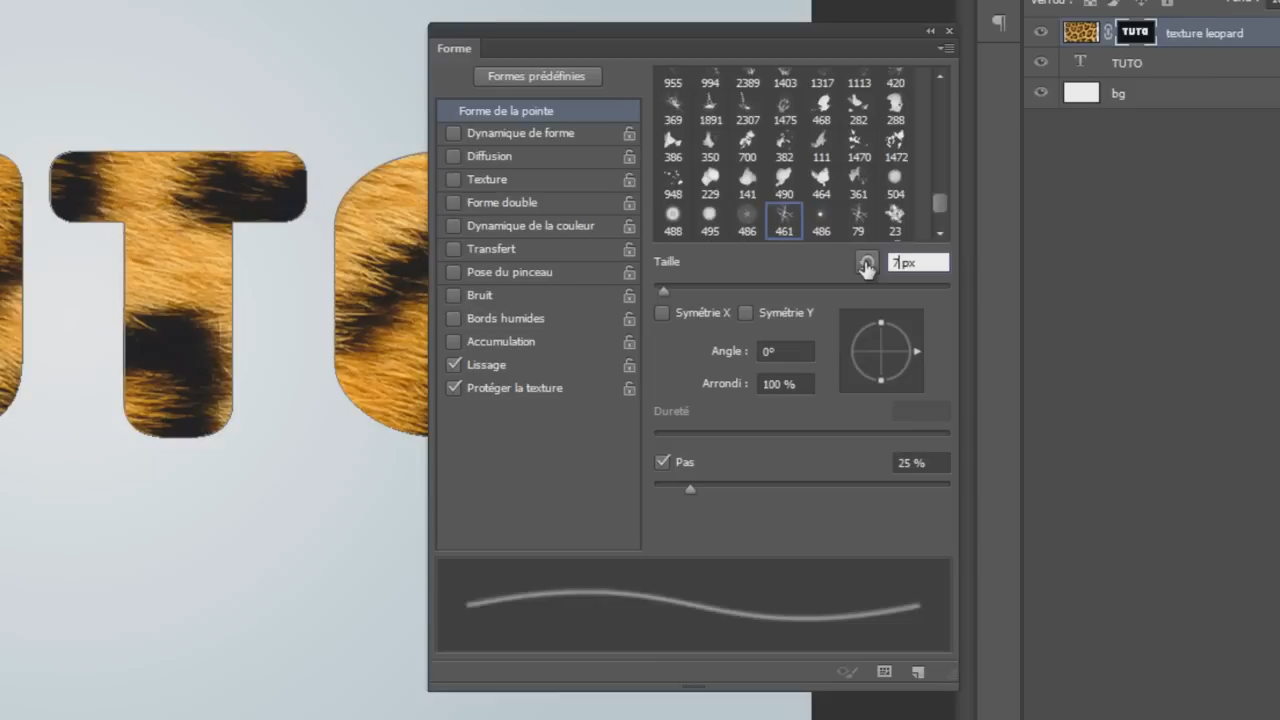 Forme
Formes prédéfinies
Forme de la pointe
Dynamique de forme
Diffusion
Texture
Forme double
Dynamique de la couleur
Transfert
Pose du pinceau
Bruit
Bords humides
Accumulation
Lissage
Protéger la texture
955 994 2389 1403 1317 1113 420
369 1891 2307 1475 468 282 288
386 350 700 382 111 1470 1472
948 229 141 490 464 361 504
488 495 486 461 486 79 23
Taille
7 px
Symétrie X
Symétrie Y
Angle :
0°
Arrondi :
100 %
Dureté
Pas
25 %
TUTO
texture leopard
T
TUTO
bg
T